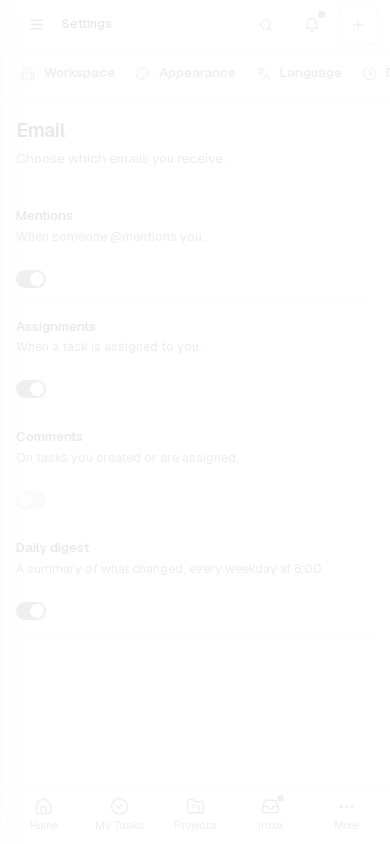 Settings
Workspace
Appearance
Language
Email
Choose which emails you receive.
Mentions
When someone @mentions you.
Assignments
When a task is assigned to you.
Comments
On tasks you created or are assigned.
Daily digest
A summary of what changed, every weekday at 8:00.
Home
My Tasks
Projects
Inbox
More